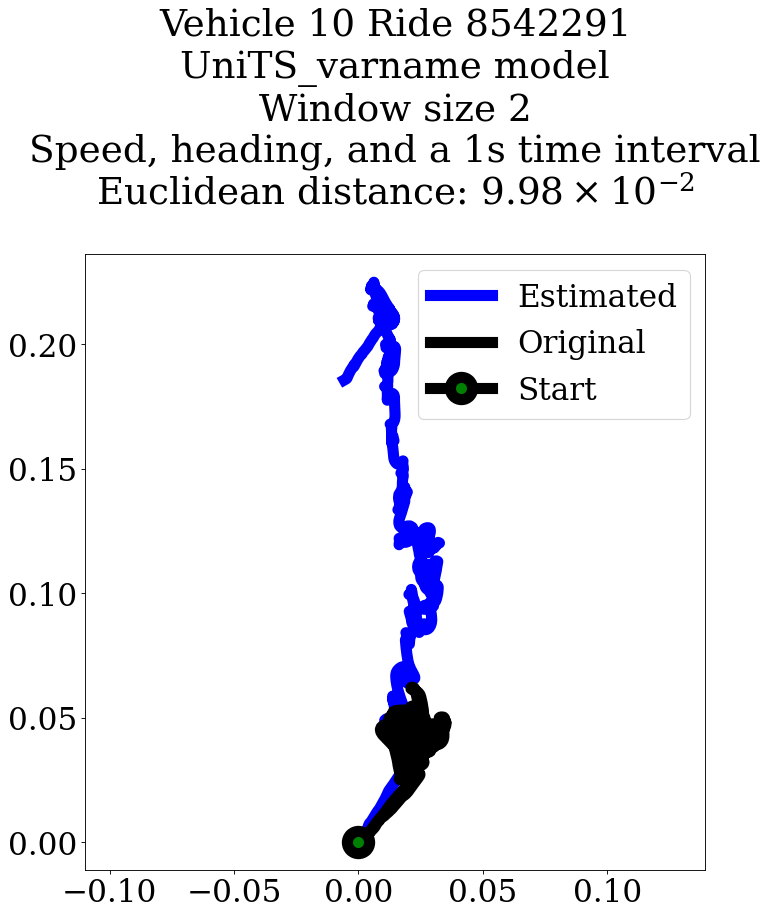 Vehicle 10 Ride 8542291
UniTS_varname model
Window size 2
Speed, heading, and a 1s time interval
Euclidean distance: 9.98 × 10⁻²
Estimated
Original
Start
0.20
0.15
0.10
0.05
0.00
−0.10 −0.05 0.00 0.05 0.10